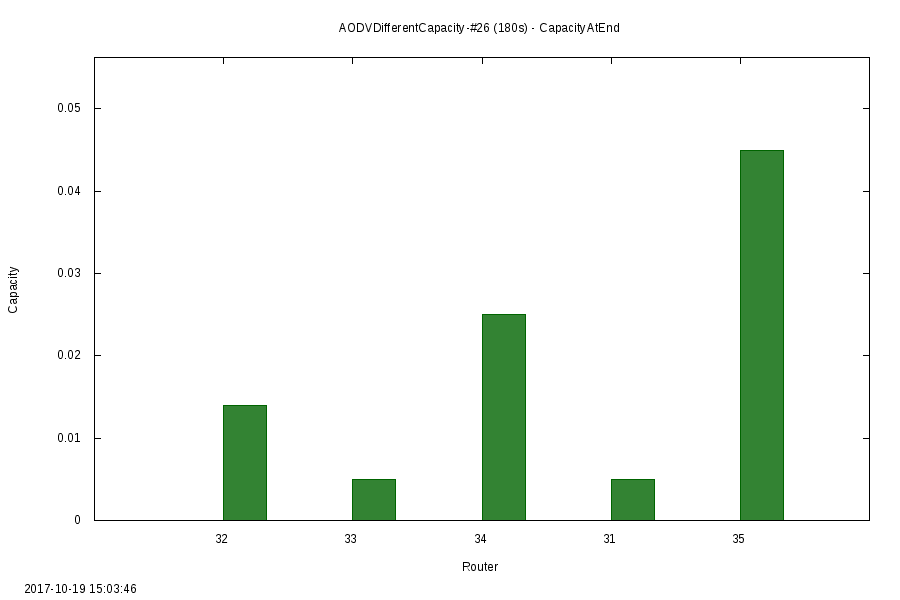 AODVDifferentCapacity-#26 (180s) - CapacityAtEnd
0.05
0.04
0.03
0.02
0.01
0
Capacity
32 33 34 31 35
Router
2017-10-19 15:03:46